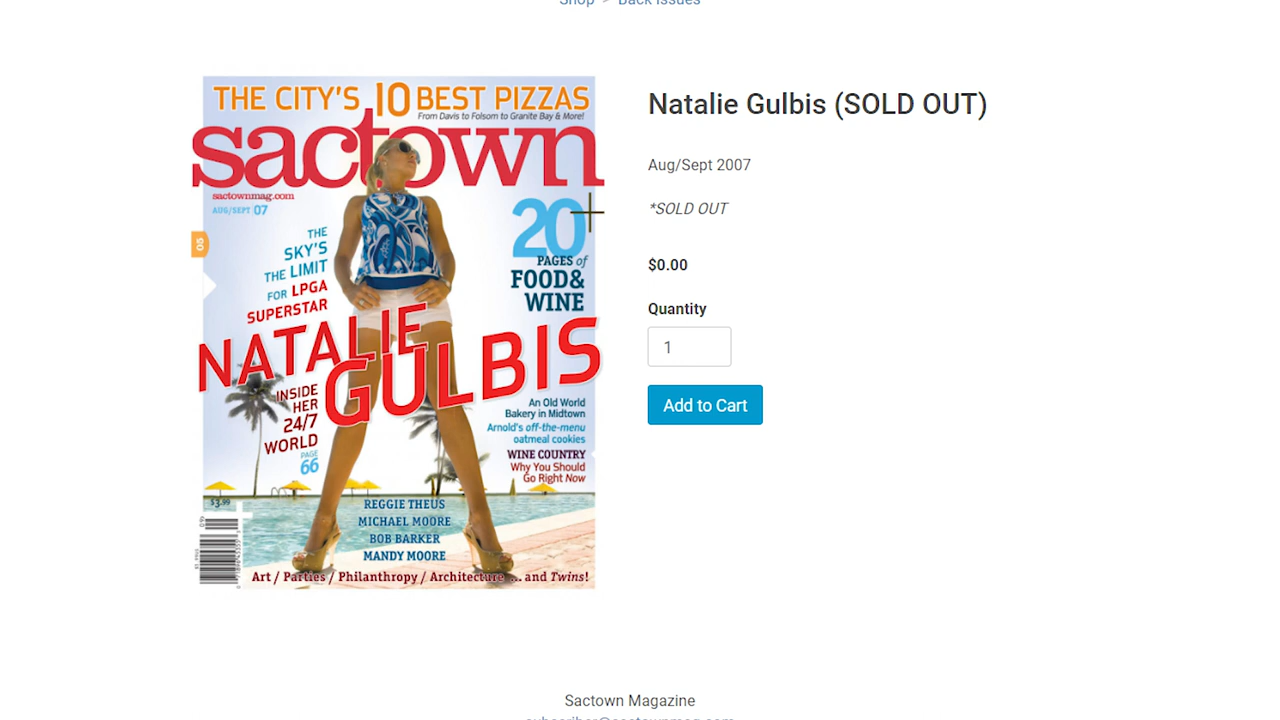 Shop > Back Issues
THE CITY'S 10 BEST PIZZAS
From Davis to Folsom to Granite Bay & More!
sactown
sactownmag.com
AUG/SEPT 07
THE
SKY'S
THE LIMIT
FOR LPGA
SUPERSTAR
NATALIE
GULBIS
INSIDE
HER
24/7
WORLD
PAGE
66
20
PAGES of
FOOD&
WINE
An Old World
Bakery in Midtown
Arnold's off-the-menu
oatmeal cookies
WINE COUNTRY
Why You Should
Go Right Now
$3.99
REGGIE THEUS
MICHAEL MOORE
BOB BARKER
MANDY MOORE
Art / Parties / Philanthropy / Architecture ... and Twins!
Natalie Gulbis (SOLD OUT)
Aug/Sept 2007
*SOLD OUT
$0.00
Quantity
1
Add to Cart
Sactown Magazine
subscriber@sactownmag.com